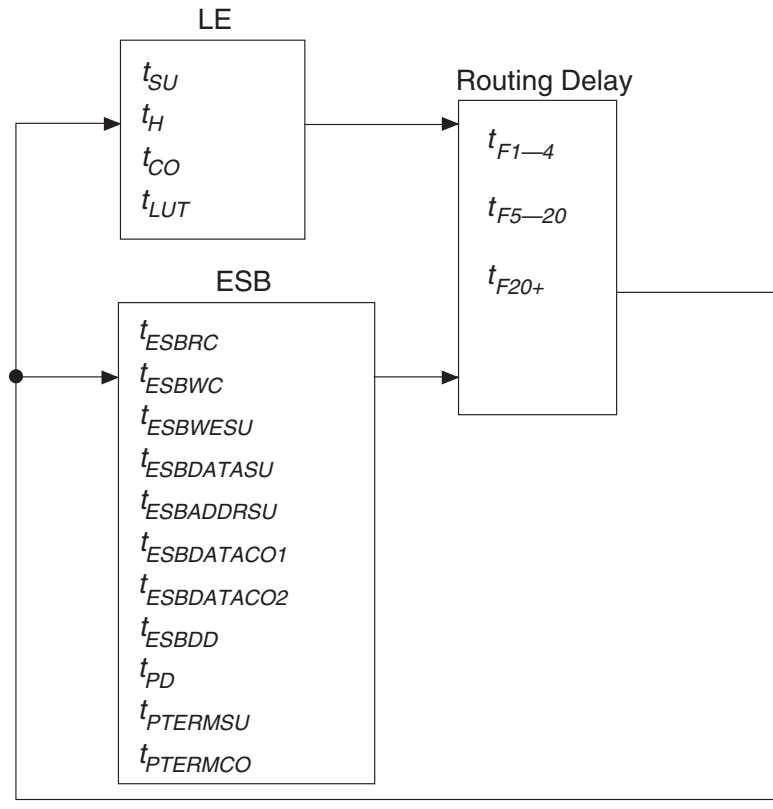 LE
tSU
tH
tCO
tLUT
Routing Delay
tF1—4
tF5—20
tF20+
ESB
tESBRC
tESBWC
tESBWESU
tESBDATASU
tESBADDRSU
tESBDATACO1
tESBDATACO2
tESBDD
tPD
tPTERMSU
tPTERMCO